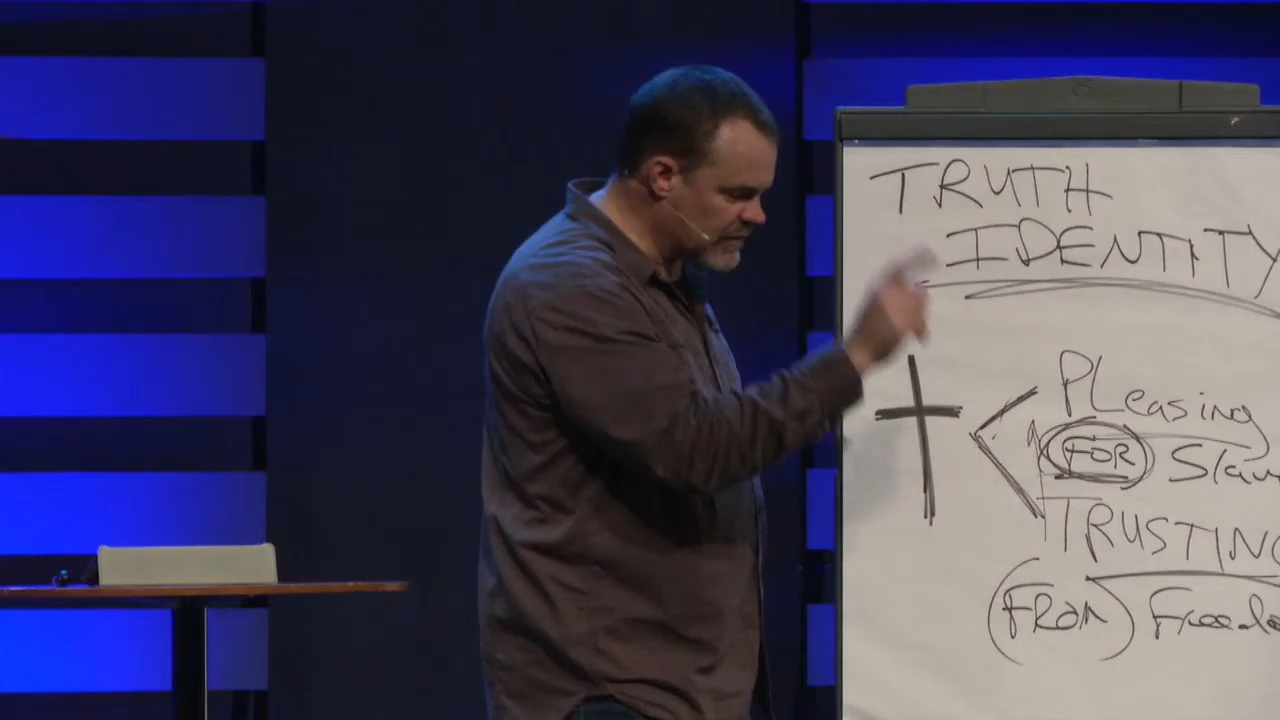 TRUTH
IDENTITY
PLeasing
FOR
TRUSTING
(FROM)